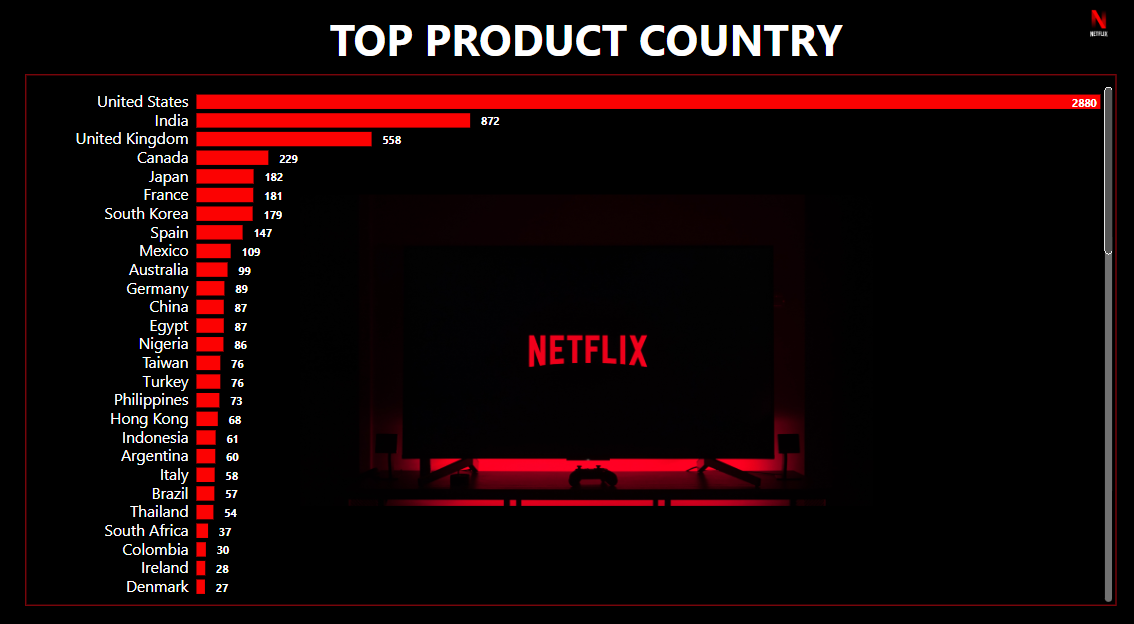 TOP PRODUCT COUNTRY
NETFLIX
United States 2880
India 872
United Kingdom 558
Canada 229
Japan 182
France 181
South Korea 179
Spain 147
Mexico 109
Australia 99
Germany 89
China 87
Egypt 87
Nigeria 86
Taiwan 76
Turkey 76
Philippines 73
Hong Kong 68
Indonesia 61
Argentina 60
Italy 58
Brazil 57
Thailand 54
South Africa 37
Colombia 30
Ireland 28
Denmark 27
NETFLIX